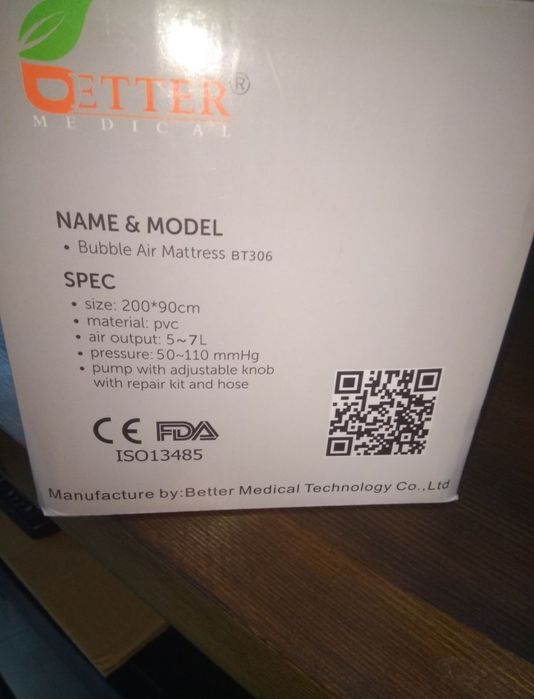 BETTER®
MEDICAL
NAME & MODEL
• Bubble Air Mattress BT306
SPEC
• size: 200*90cm
• material: pvc
• air output: 5~7L
• pressure: 50~110 mmHg
• pump with adjustable knob
with repair kit and hose
CE FDA
ISO13485
Manufacture by:Better Medical Technology Co.,Ltd